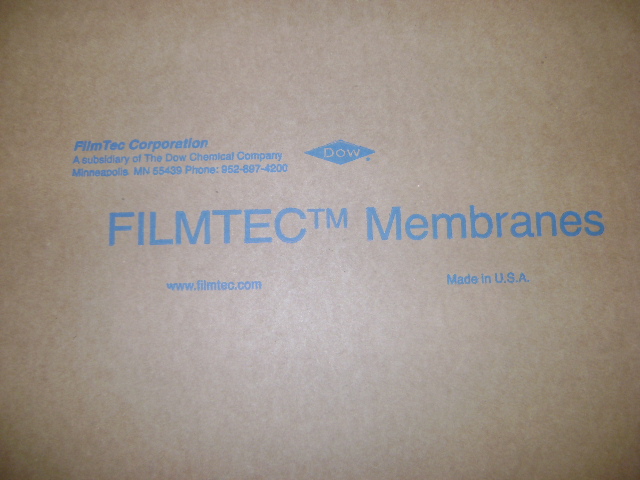 FilmTec Corporation
A subsidiary of The Dow Chemical Company
Minneapolis, MN 55439 Phone: 952-897-4200
DOW®
FILMTEC™ Membranes
www.filmtec.com
Made in U.S.A.